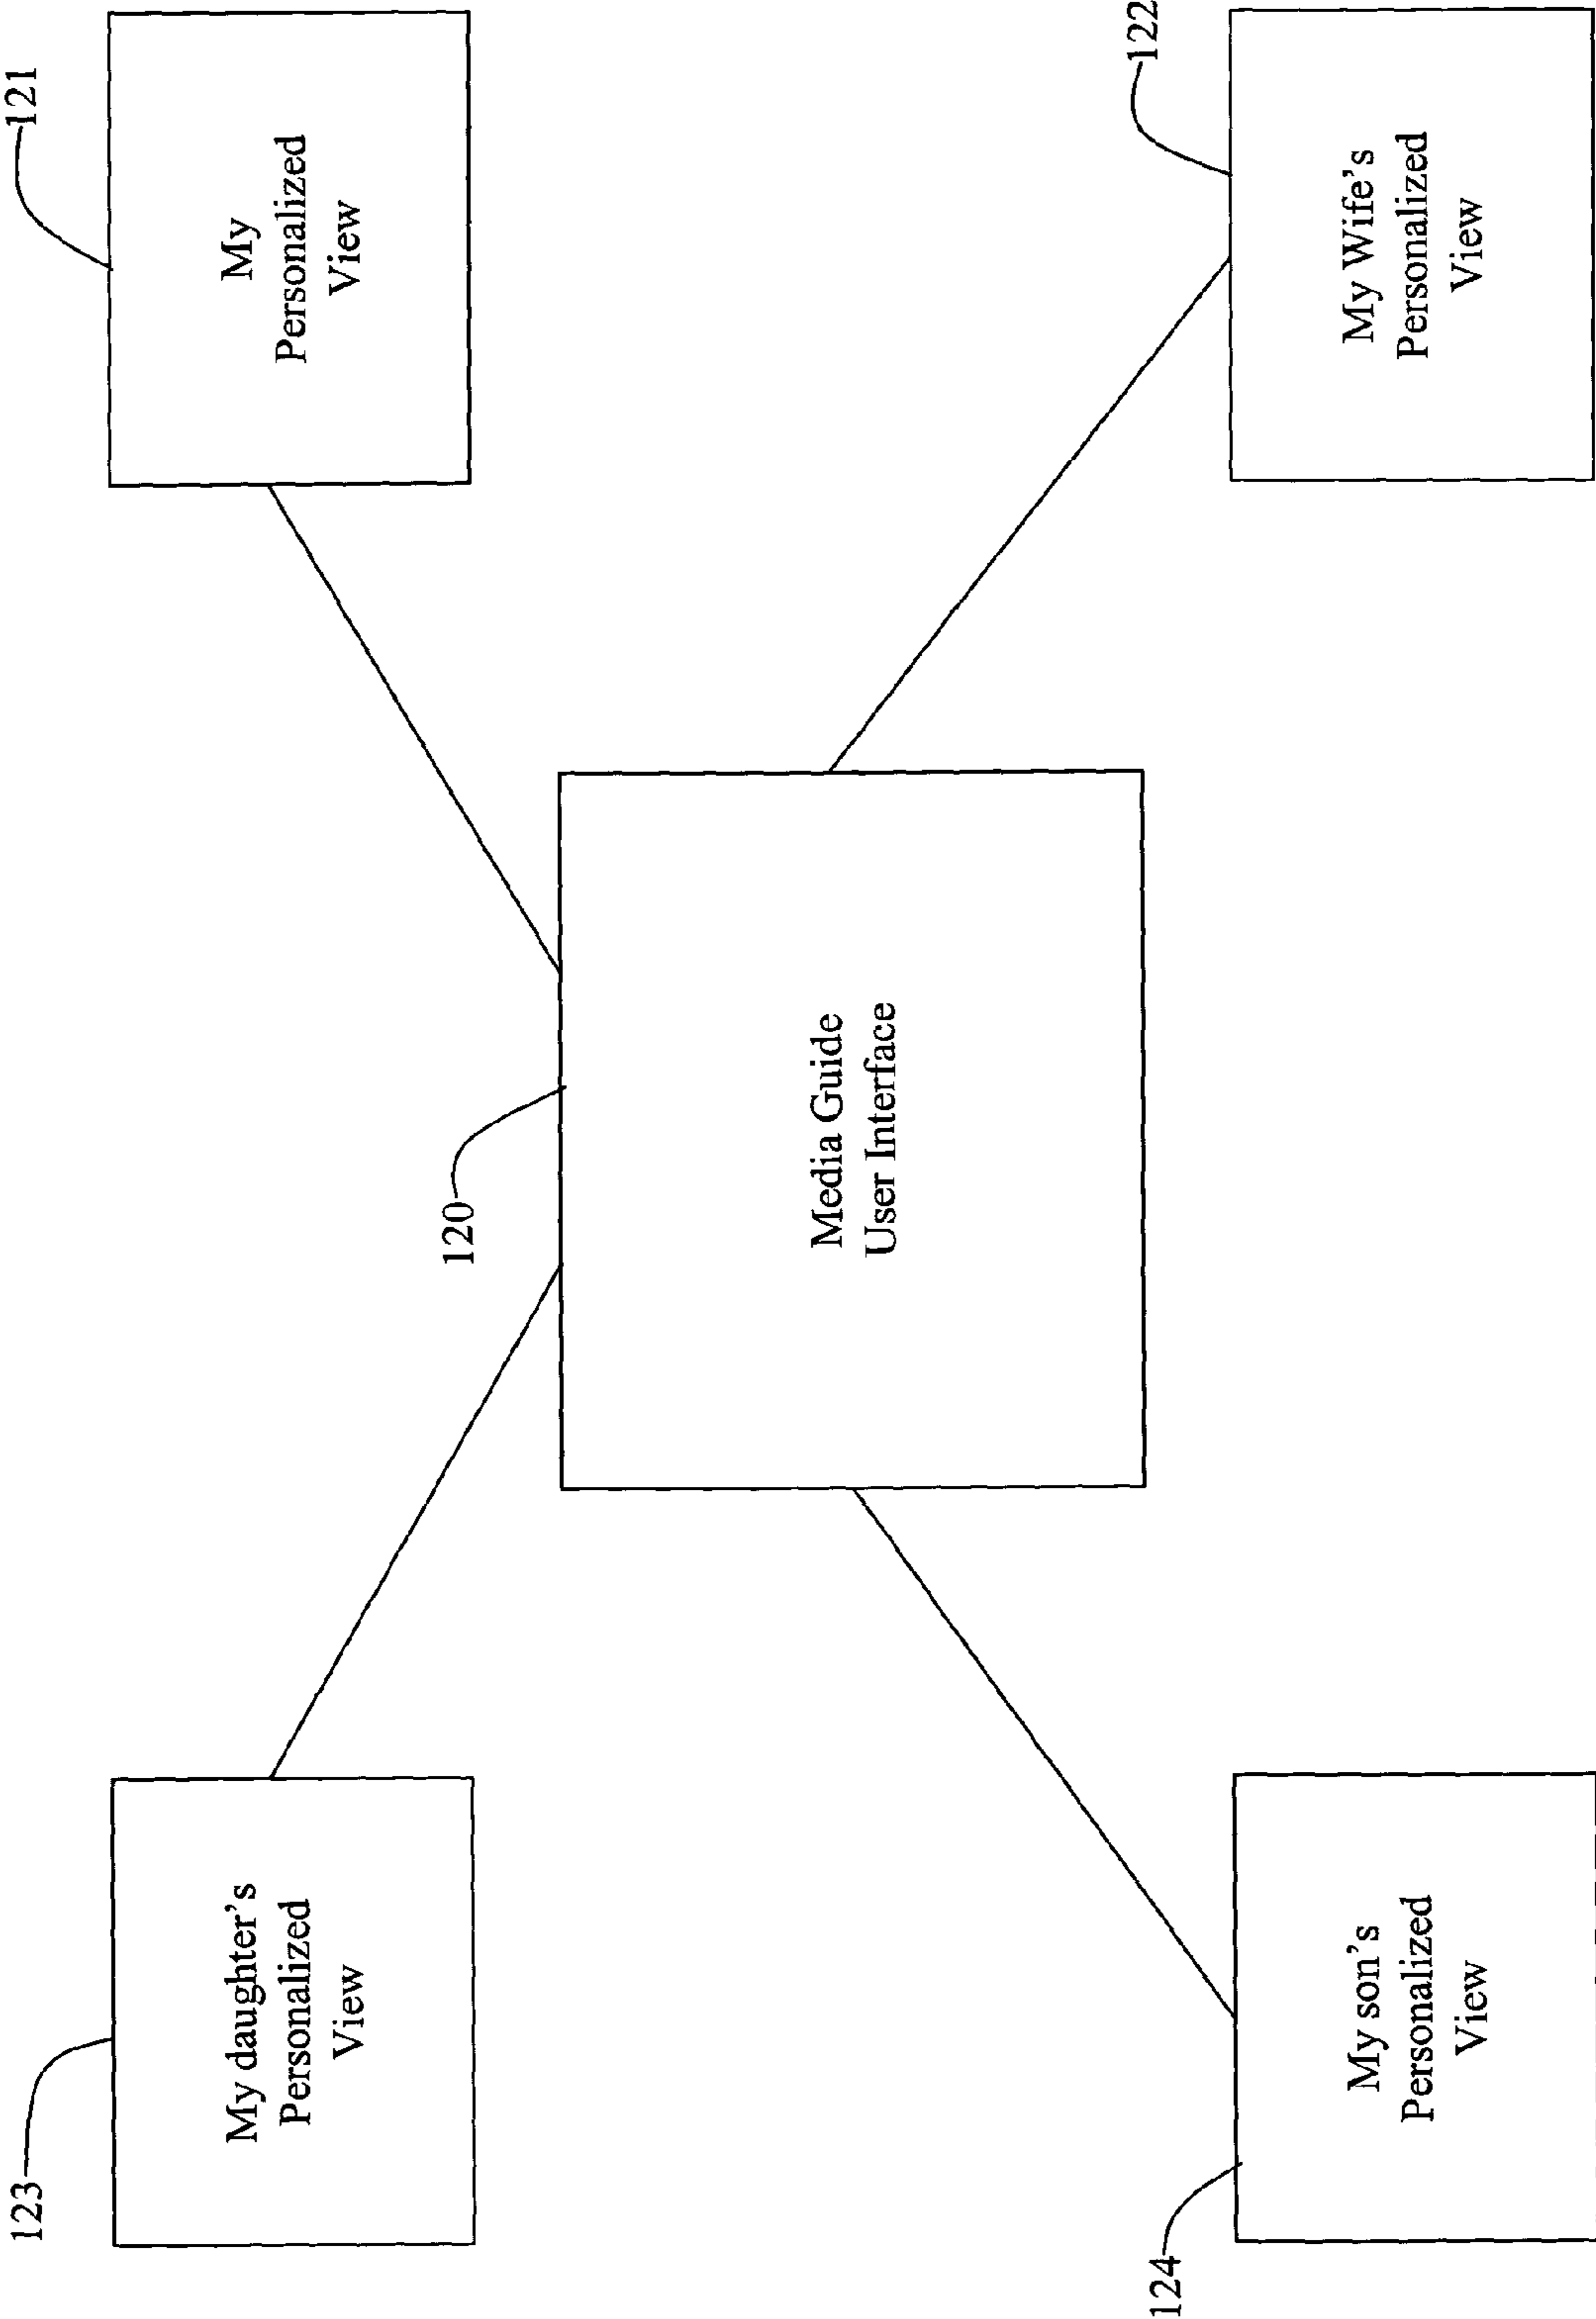 123
My daughter's
Personalized
View
121
My
Personalized
View
120
Media Guide
User Interface
124
My son's
Personalized
View
122
My Wife's
Personalized
View